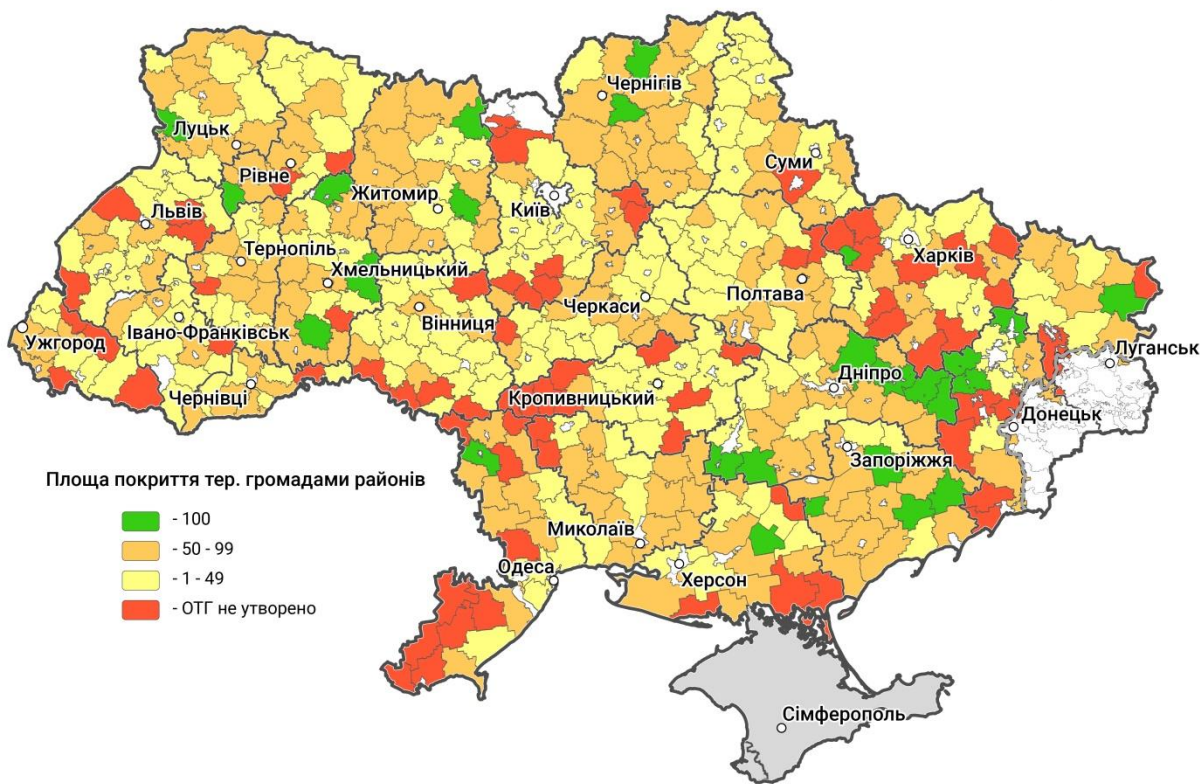 Чернігів
Луцьк
Суми
Рівне
Житомир
Київ
Львів
Харків
Тернопіль
Хмельницький
Полтава
Черкаси
Вінниця
Івано-Франківськ
Ужгород
Луганськ
Дніпро
Чернівці
Кропивницький
Донецьк
Запоріжжя
Площа покриття тер. громадами районів
- 100
- 50 - 99
- 1 - 49
- ОТГ не утворено
Миколаїв
Одеса
Херсон
Сімферополь